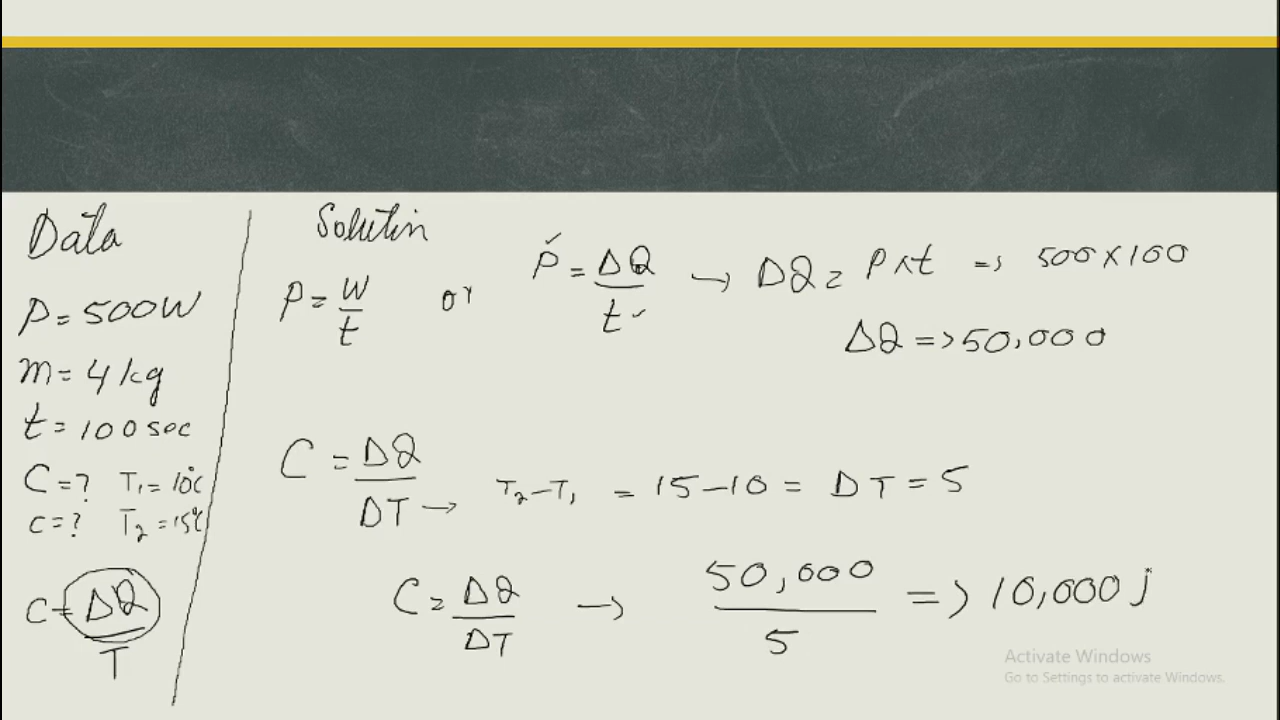 Data
P = 500W
m = 4 kg
t = 100 sec
C = ? T₁ = 10°C
c = ? T₂ = 15°C
C = ΔQ / T
Solutin
P = W / t or P = ΔQ / t → ΔQ = P × t => 500 × 100
ΔQ => 50,000
C = ΔQ / ΔT → T₂ – T₁ = 15 – 10 = ΔT = 5
C = ΔQ / ΔT → 50,000 / 5 => 10,000 j
Activate Windows
Go to Settings to activate Windows.